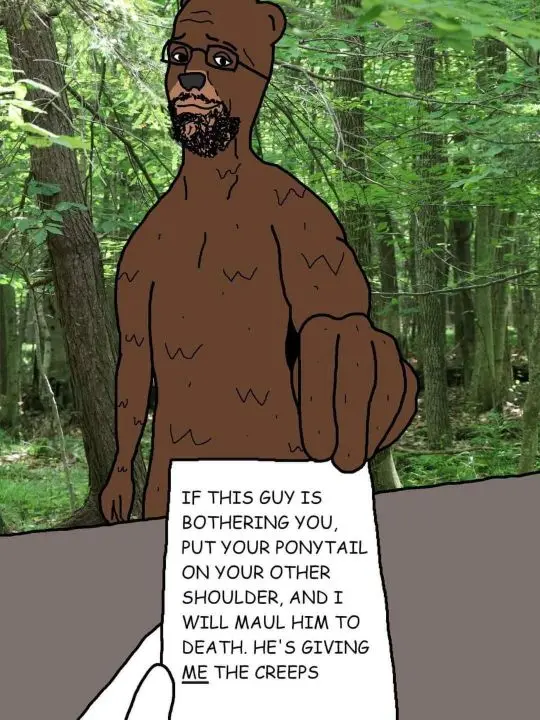 IF THIS GUY IS
BOTHERING YOU,
PUT YOUR PONYTAIL
ON YOUR OTHER
SHOULDER, AND I
WILL MAUL HIM TO
DEATH. HE'S GIVING
ME THE CREEPS